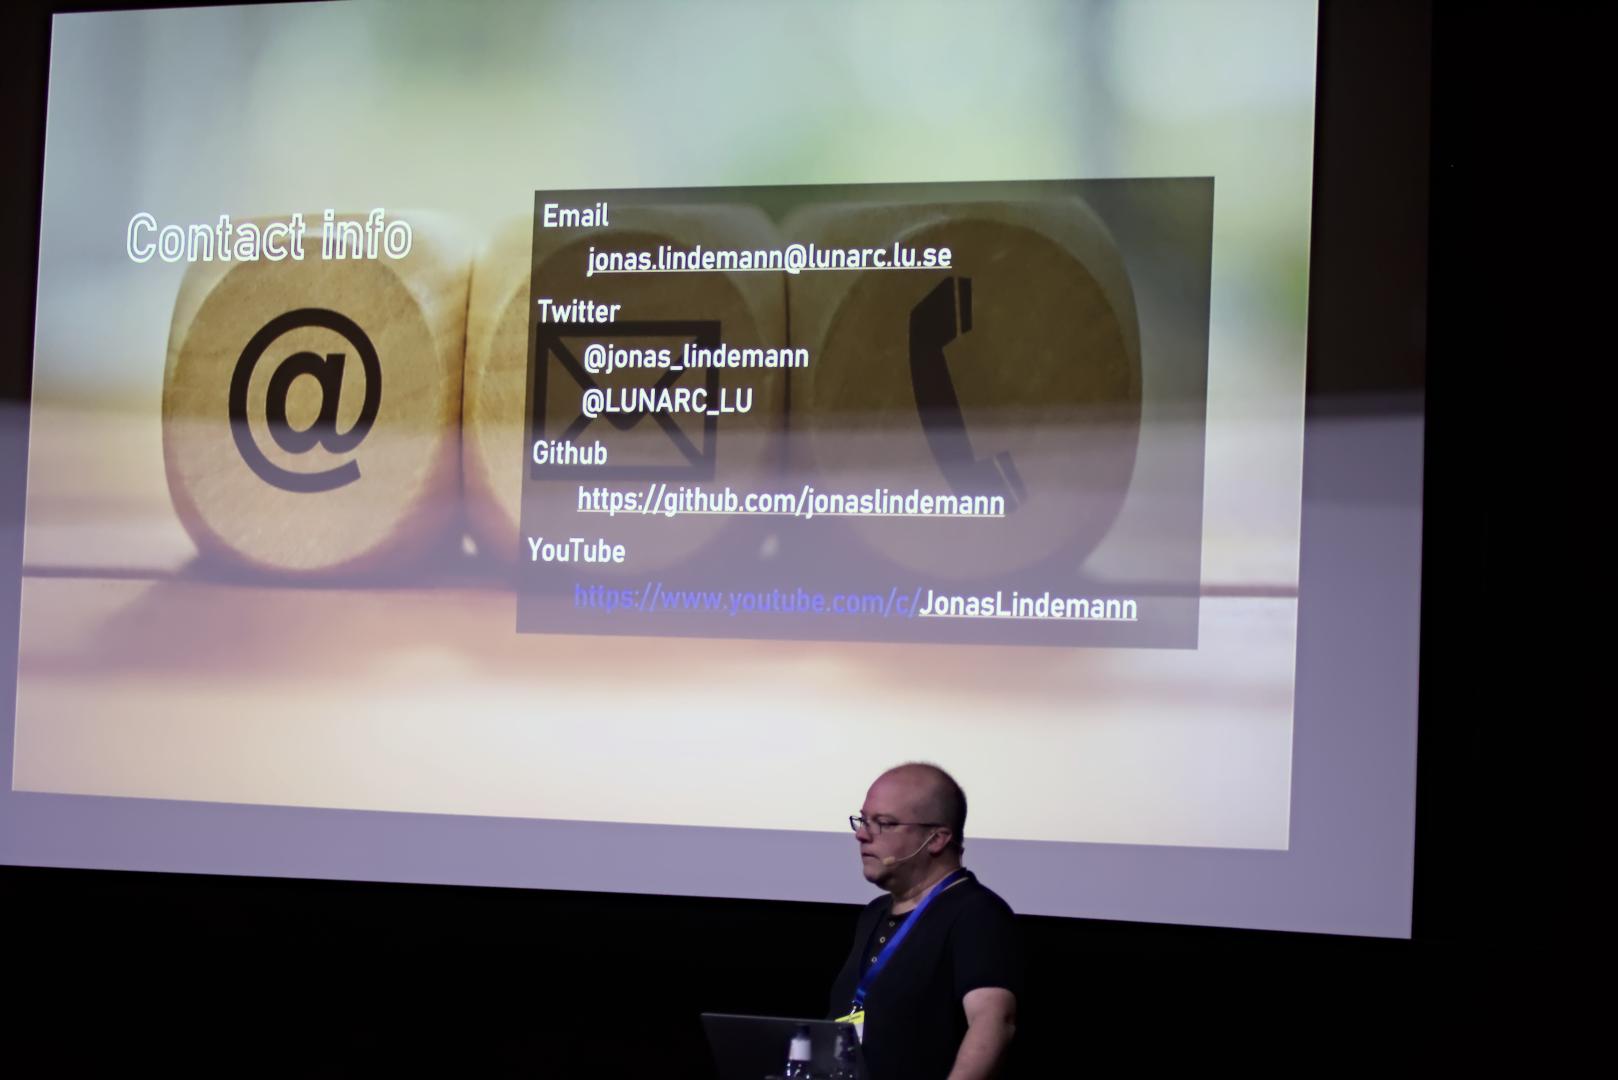 Contact info
Email
jonas.lindemann@lunarc.lu.se
Twitter
@jonas_lindemann
@LUNARC_LU
Github
https://github.com/jonaslindemann
YouTube
https://www.youtube.com/c/JonasLindemann
@